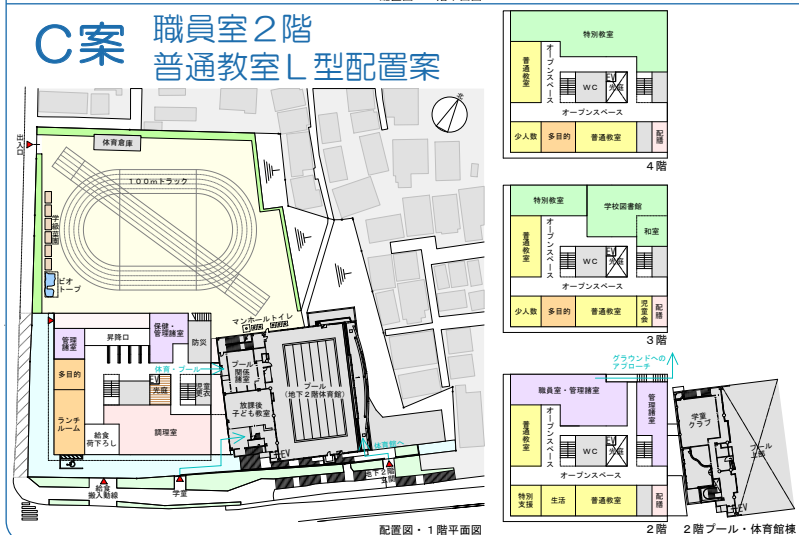 C案
職員室２階
普通教室Ｌ型配置案
北
出入口
体育倉庫
１００ｍトラック
学級菜園
ビオ
トープ
マンホールトイレ
管理
諸室
昇降口
保健・
管理諸室
防災
体育・プール
多目的
EV
光庭
児童
更衣
ランチ
ルーム
給食
荷下ろし
調理室
プール
関係
諸室
放課後
子ども教室
プール
（地下２階体育館）
EV
体育館へ
給食
搬入動線
学童
地下２階
玄関
配置図・１階平面図
特別教室
普通教室
オープンスペース
WC
EV
光庭
オープンスペース
少人数
多目的
普通教室
配膳
４階
特別教室
学校図書館
和室
普通教室
オープンスペース
WC
EV
光庭
オープンスペース
少人数
多目的
普通教室
児童会
配膳
３階
グラウンドへの
アプローチ
職員室・管理諸室
管理諸室
普通教室
オープンスペース
WC
EV
光庭
オープンスペース
特別
支援
生活
普通教室
配膳
２階
学童
クラブ
プール
上部
EV
２階プール・体育館棟